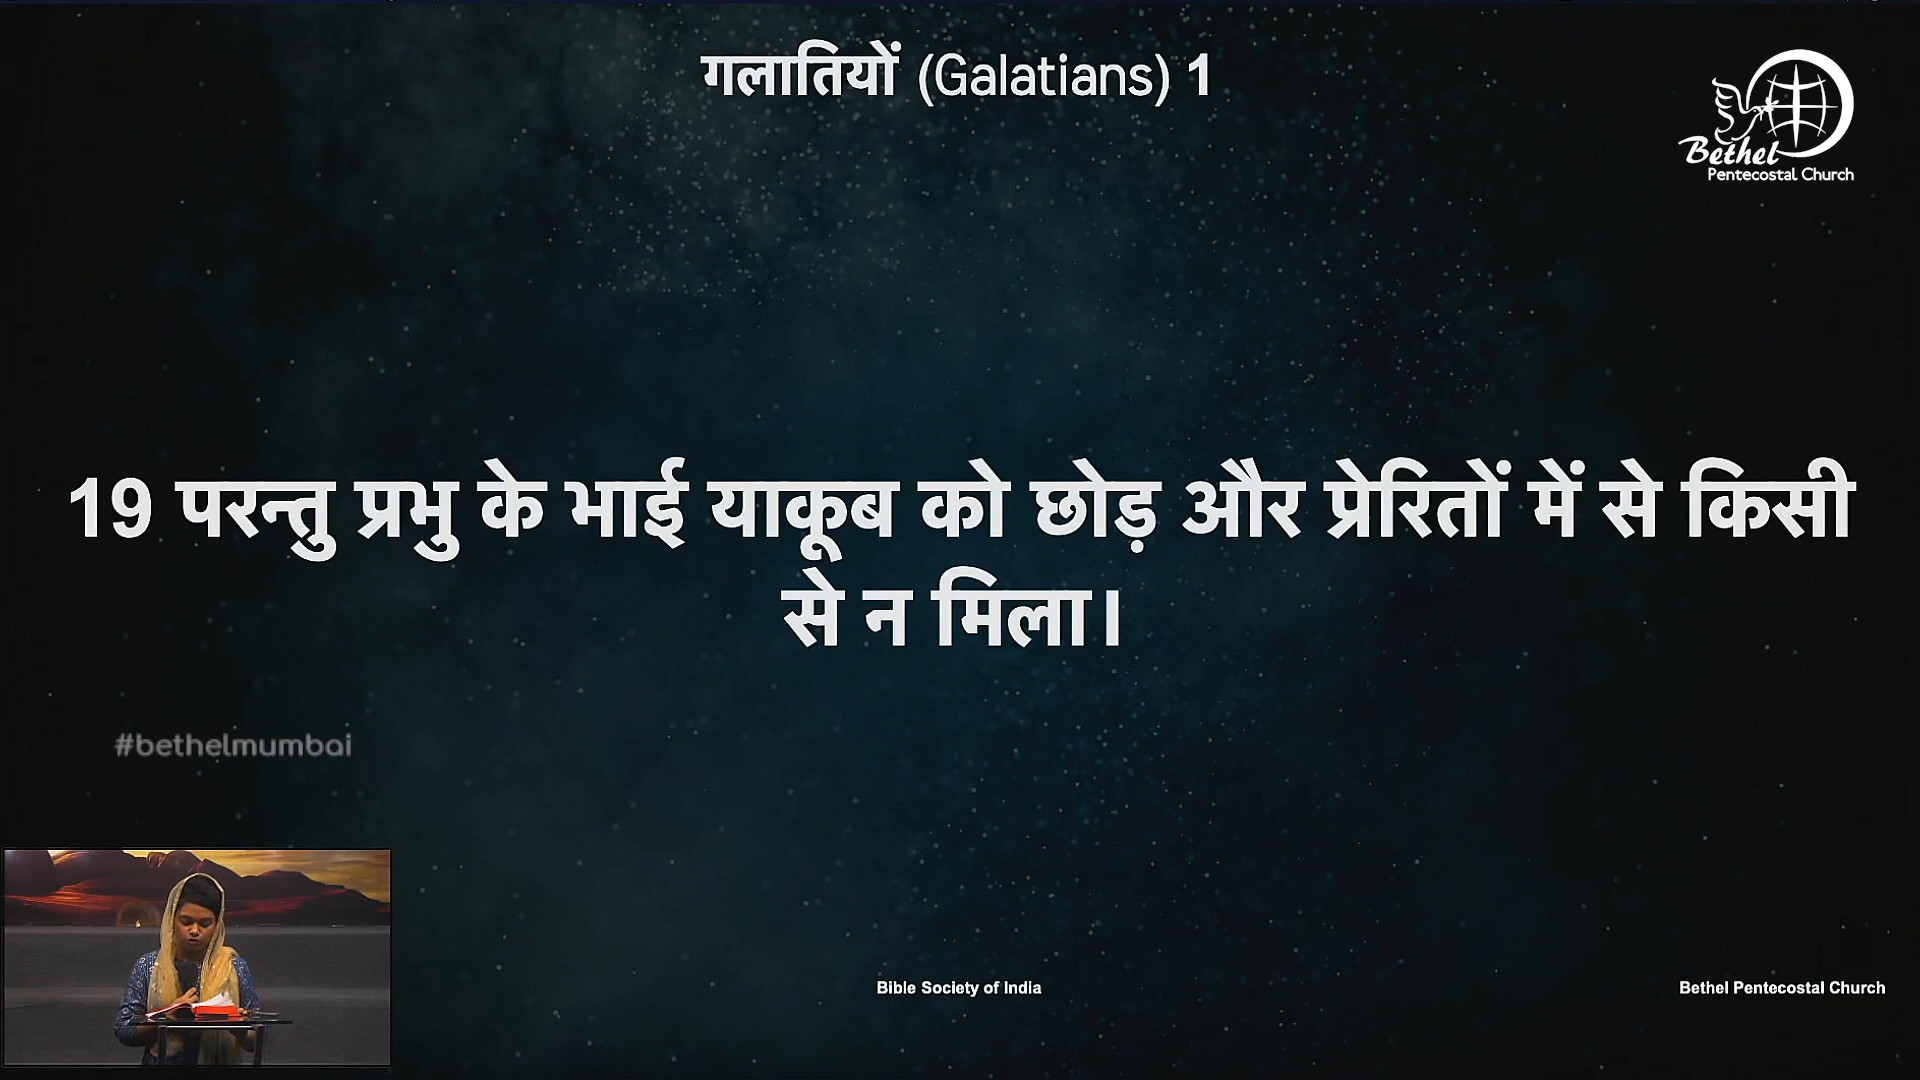 गलातियों (Galatians) 1
Bethel
Pentecostal Church
19 परन्तु प्रभु के भाई याकूब को छोड़ और प्रेरितों में से किसी
से न मिला।
#bethelmumbai
Bible Society of India
Bethel Pentecostal Church